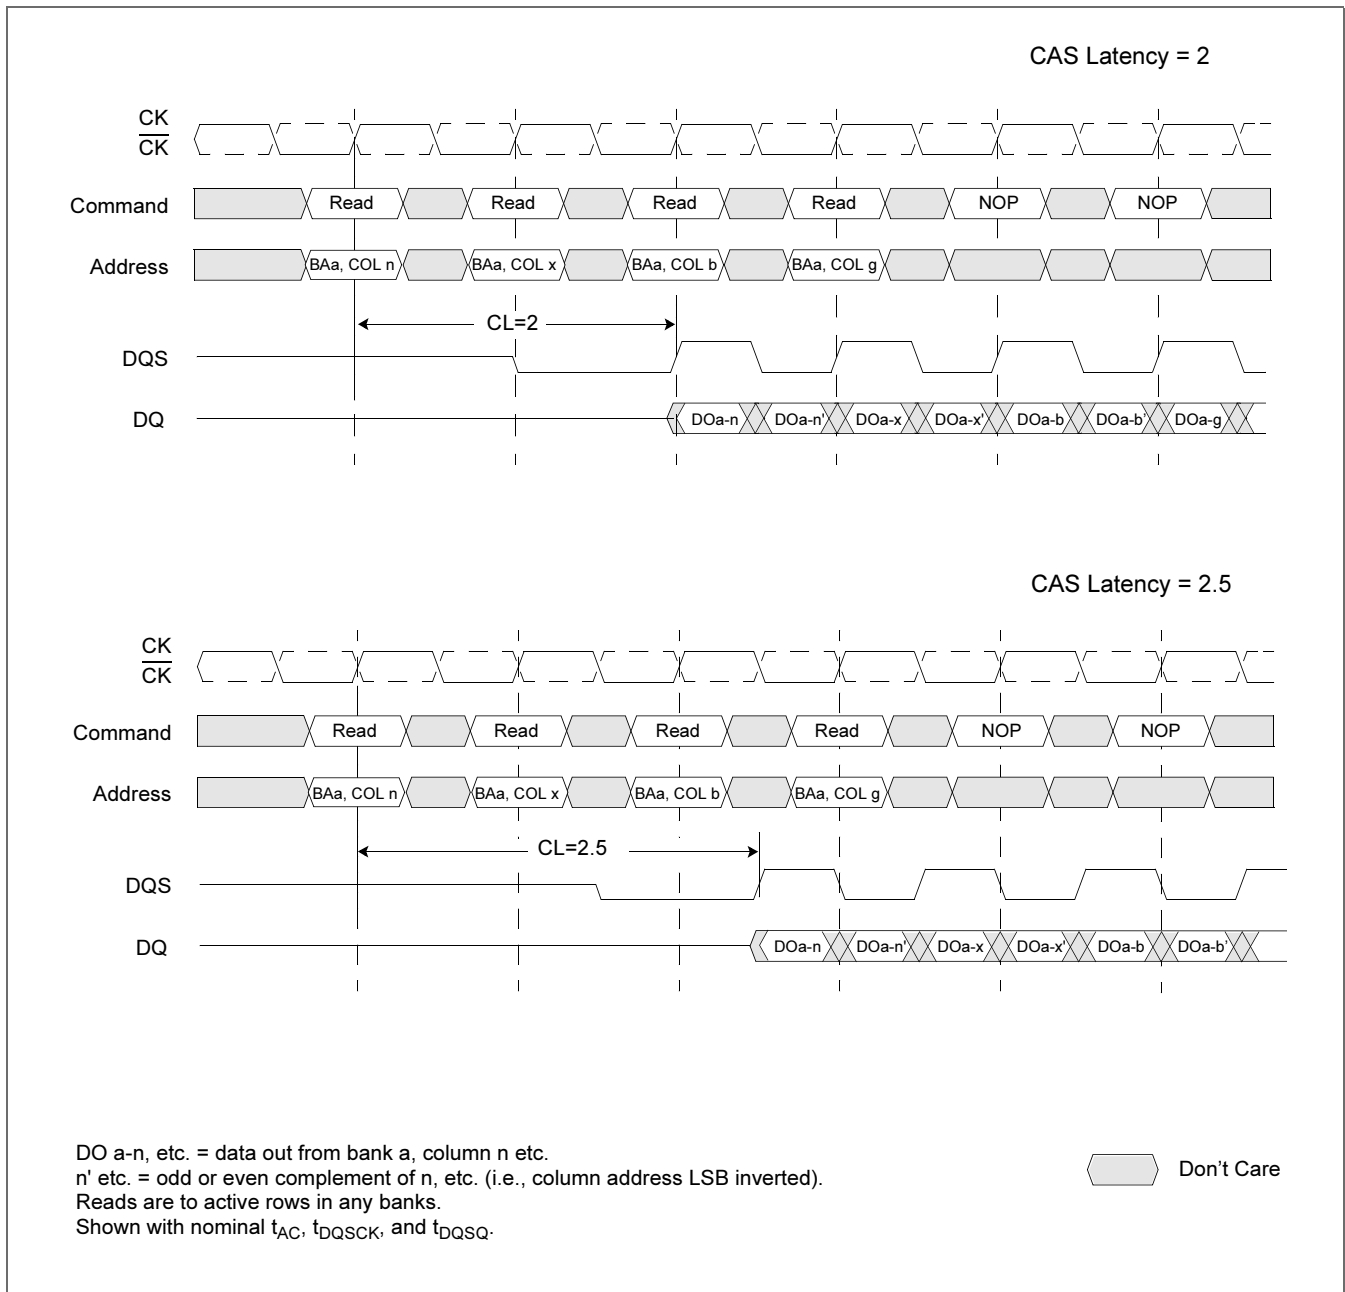 CAS Latency = 2
CK
CK
Command
Read Read Read Read NOP NOP
Address
BAa, COL n BAa, COL x BAa, COL b BAa, COL g
CL=2
DQS
DQ
DOa-n DOa-n' DOa-x DOa-x' DOa-b DOa-b' DOa-g
CAS Latency = 2.5
CK
CK
Command
Read Read Read Read NOP NOP
Address
BAa, COL n BAa, COL x BAa, COL b BAa, COL g
CL=2.5
DQS
DQ
DOa-n DOa-n' DOa-x DOa-x' DOa-b DOa-b'
DO a-n, etc. = data out from bank a, column n etc.
n' etc. = odd or even complement of n, etc. (i.e., column address LSB inverted).
Reads are to active rows in any banks.
Shown with nominal tAC, tDQSCK, and tDQSQ.
Don't Care